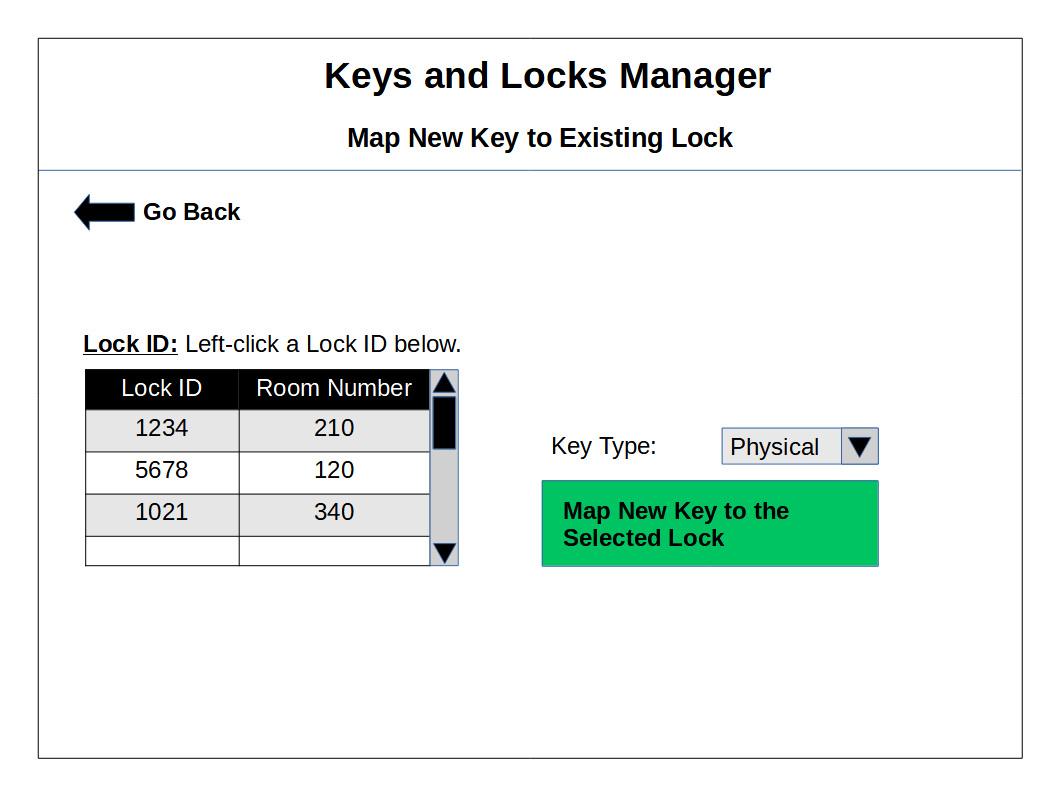 Keys and Locks Manager
Map New Key to Existing Lock
Go Back
Lock ID: Left-click a Lock ID below.
Lock ID Room Number
1234 210
5678 120
1021 340
Key Type: Physical
Map New Key to the
Selected Lock